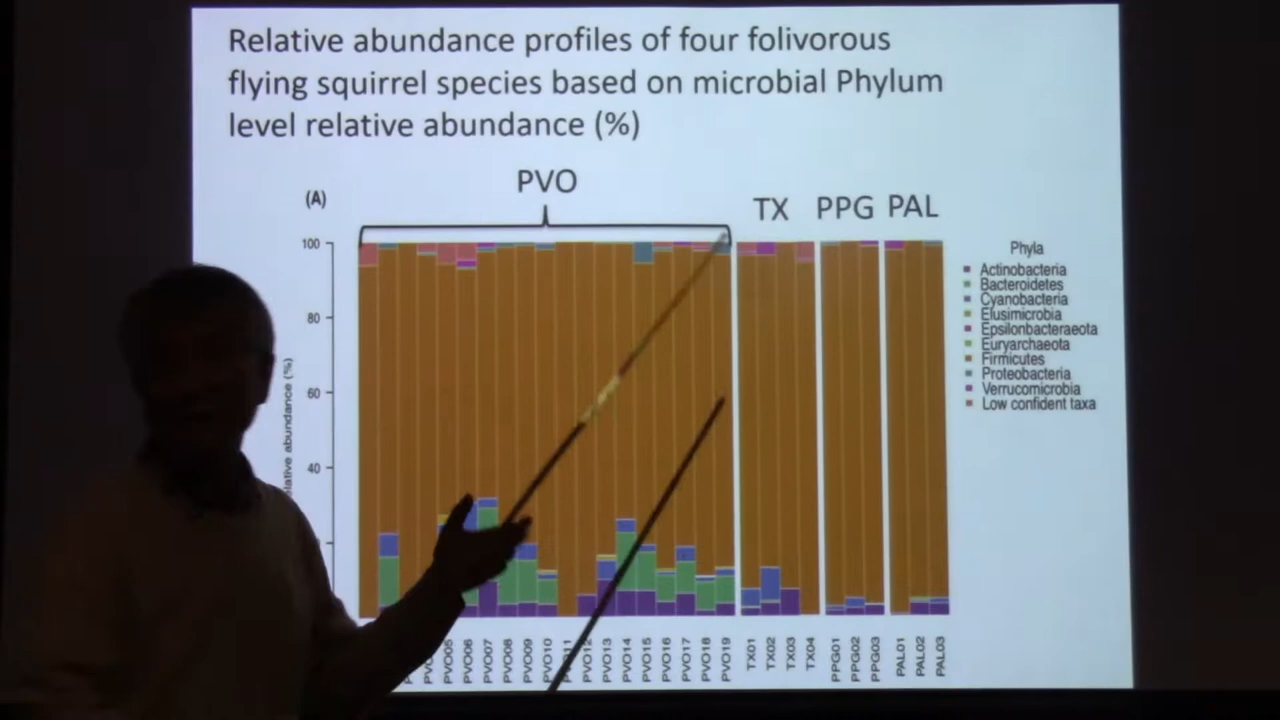 Relative abundance profiles of four folivorous
flying squirrel species based on microbial Phylum
level relative abundance (%)
PVO
(A)
TX PPG PAL
100
80
60
40
abundance (%)
Phyla
Actinobacteria
Bacteroidetes
Cyanobacteria
Elusimicrobia
Epsilonbacteraeota
Euryarchaeota
Firmicutes
Proteobacteria
Verrucomicrobia
Low confident taxa
PVO05
PVO06
PVO07
PVO08
PVO09
PVO10
PVO13
PVO14
PVO15
PVO16
PVO17
PVO18
PVO19
TX01
TX02
TX03
TX04
PPG01
PPG02
PPG03
PAL01
PAL02
PAL03